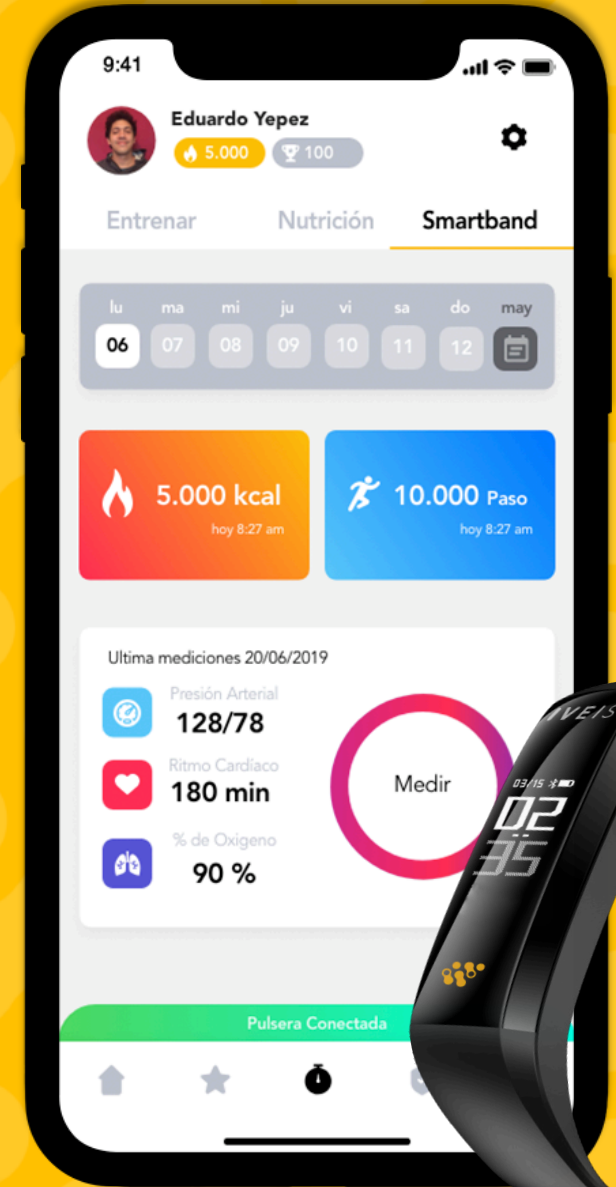 9:41
Eduardo Yepez
5.000 100
Entrenar Nutrición Smartband
lu ma mi ju vi sa do may
06 07 08 09 10 11 12
5.000 kcal
hoy 8:27 am
10.000 Paso
hoy 8:27 am
Ultima mediciones 20/06/2019
Presión Arterial
128/78
Ritmo Cardíaco
180 min
% de Oxigeno
90 %
Medir
03/15
02
35
Pulsera Conectada